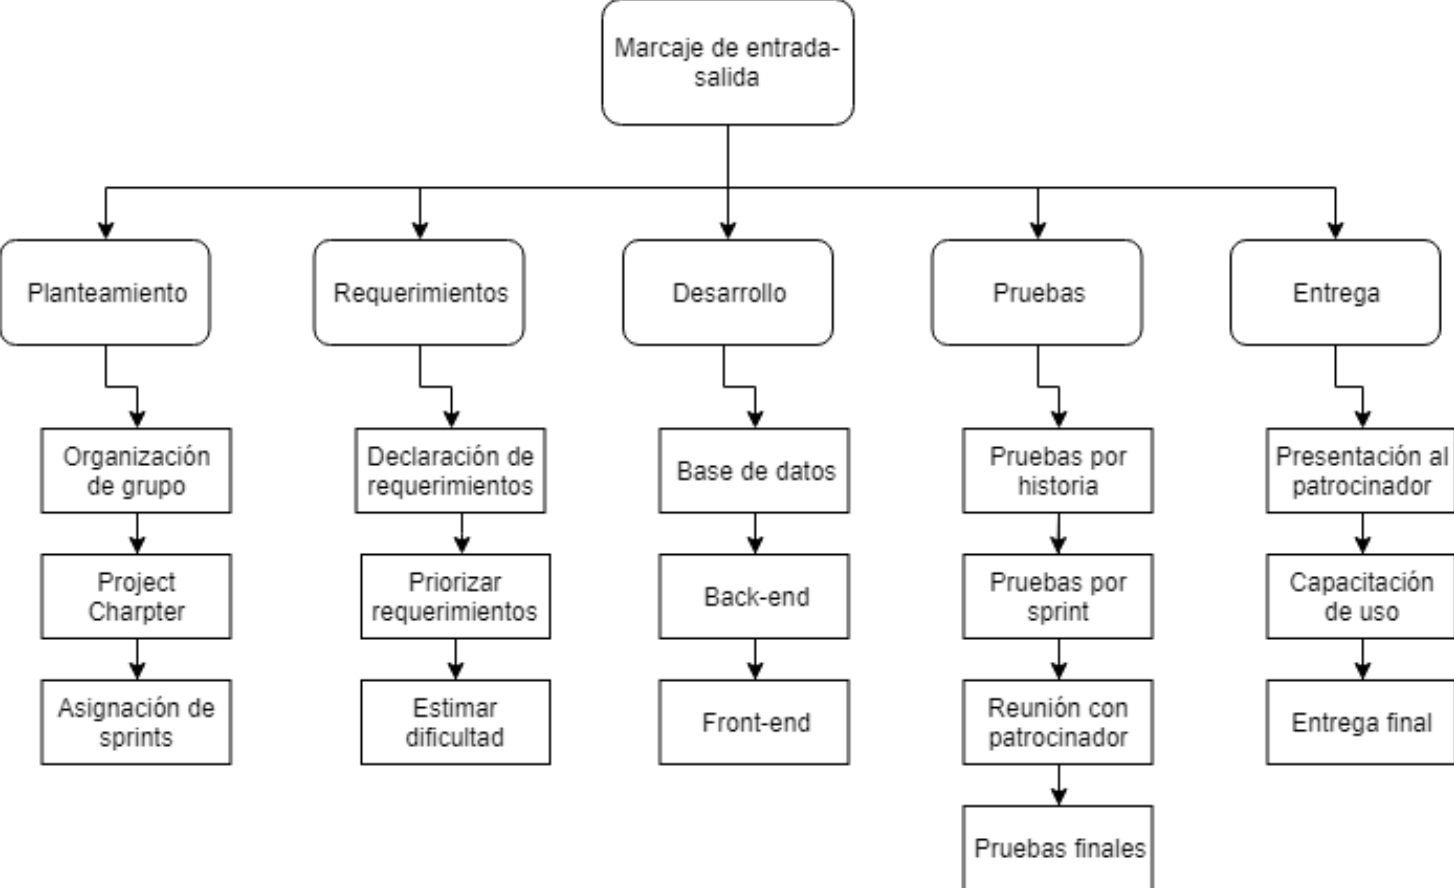 Marcaje de entrada-
salida
Planteamiento
Requerimientos
Desarrollo
Pruebas
Entrega
Organización
de grupo
Project
Charpter
Asignación de
sprints
Declaración de
requerimientos
Priorizar
requerimientos
Estimar
dificultad
Base de datos
Back-end
Front-end
Pruebas por
historia
Pruebas por
sprint
Reunión con
patrocinador
Pruebas finales
Presentación al
patrocinador
Capacitación
de uso
Entrega final